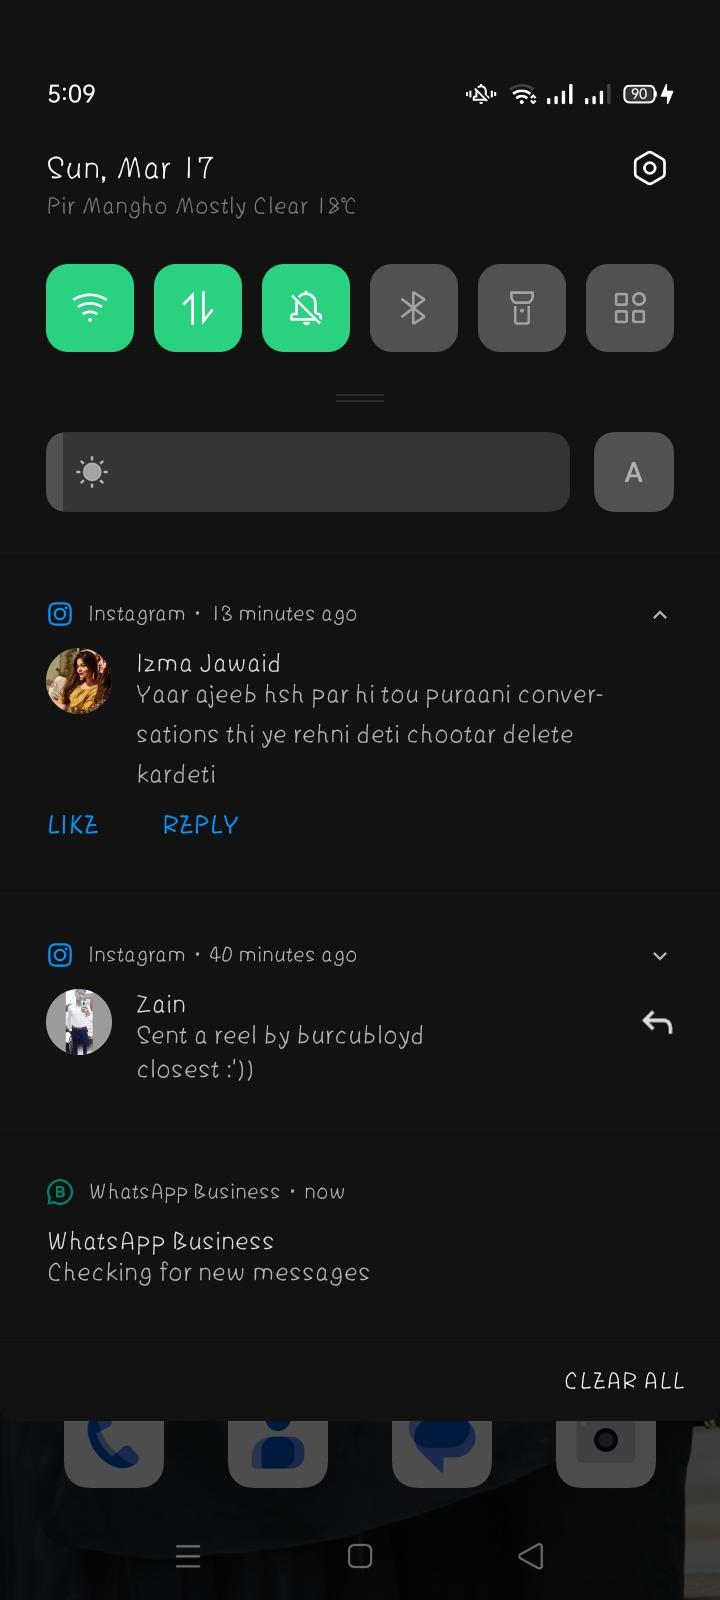 5:09
90
Sun, Mar 17
Pir Mangho Mostly Clear 18°C
A
Instagram · 13 minutes ago
Izma Jawaid
Yaar ajeeb hsh par hi tou puraani conver-
sations thi ye rehni deti chootar delete
kardeti
LIKE
REPLY
Instagram · 40 minutes ago
Zain
Sent a reel by burcubloyd
closest :'))
B
WhatsApp Business · now
WhatsApp Business
Checking for new messages
CLEAR ALL